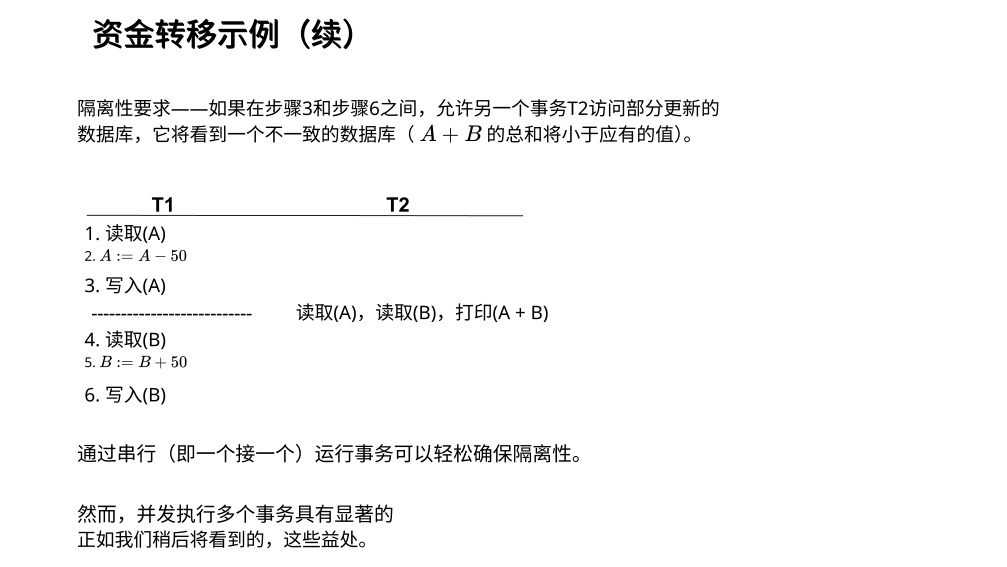 资金转移示例（续）
隔离性要求——如果在步骤3和步骤6之间，允许另一个事务T2访问部分更新的
数据库，它将看到一个不一致的数据库（ A + B 的总和将小于应有的值）。
T1 T2
1. 读取(A)
2. A := A − 50
3. 写入(A)
--------------------------- 读取(A)，读取(B)，打印(A + B)
4. 读取(B)
5. B := B + 50
6. 写入(B)
通过串行（即一个接一个）运行事务可以轻松确保隔离性。
然而，并发执行多个事务具有显著的
正如我们稍后将看到的，这些益处。